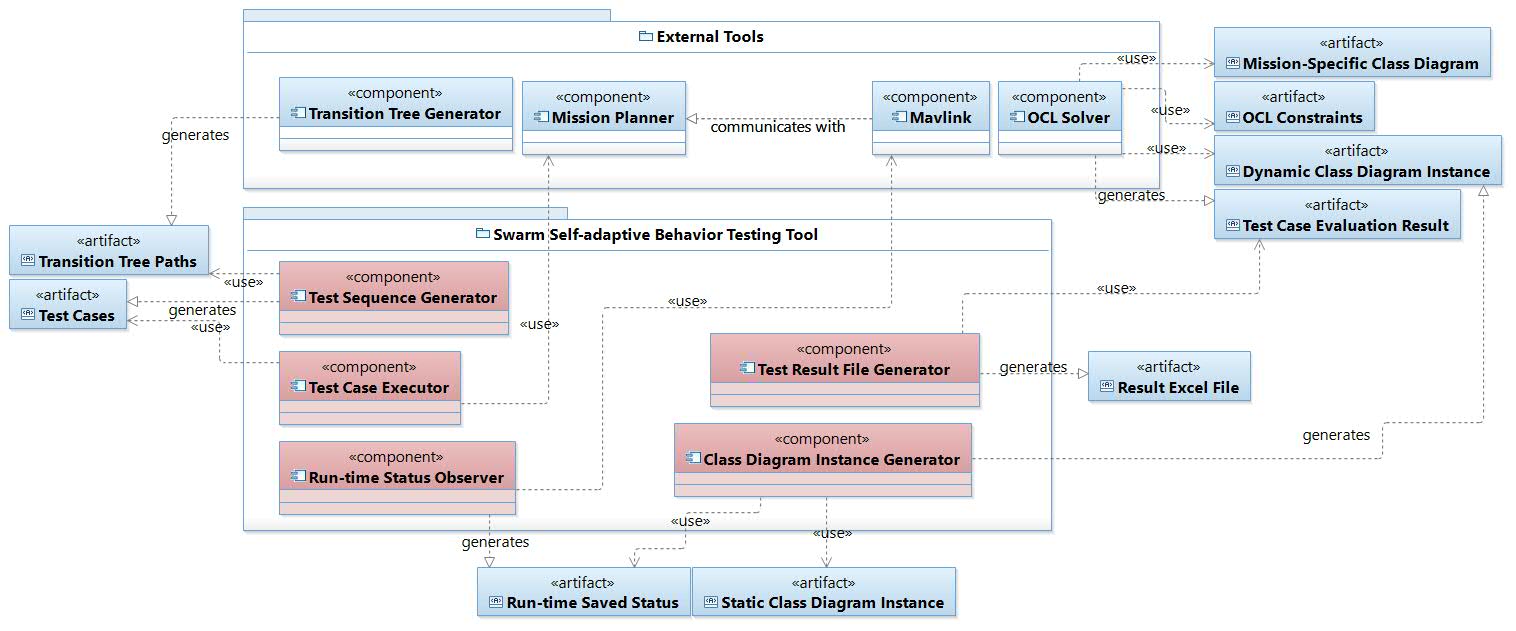 External Tools
«component»
Transition Tree Generator
«component»
Mission Planner
communicates with
«component»
Mavlink
«component»
OCL Solver
«use»
«use»
«use»
generates
«artifact»
Mission-Specific Class Diagram
«artifact»
OCL Constraints
«artifact»
Dynamic Class Diagram Instance
«artifact»
Test Case Evaluation Result
generates
«artifact»
Transition Tree Paths
«artifact»
Test Cases
«use»
generates
«use»
Swarm Self-adaptive Behavior Testing Tool
«component»
Test Sequence Generator
«use»
«use»
«use»
«component»
Test Case Executor
«component»
Test Result File Generator
generates
«artifact»
Result Excel File
«component»
Run-time Status Observer
«component»
Class Diagram Instance Generator
generates
generates
«use»
«use»
«artifact»
Run-time Saved Status
«artifact»
Static Class Diagram Instance